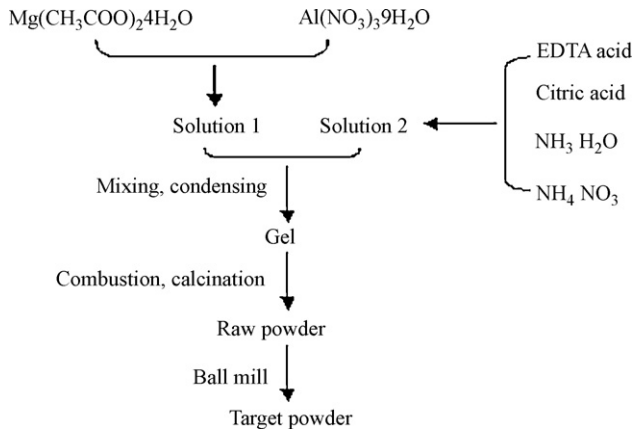 Mg(CH₃COO)₂4H₂O
Al(NO₃)₃9H₂O
EDTA acid
Citric acid
NH₃ H₂O
NH₄ NO₃
Solution 1
Solution 2
Mixing, condensing
Gel
Combustion, calcination
Raw powder
Ball mill
Target powder